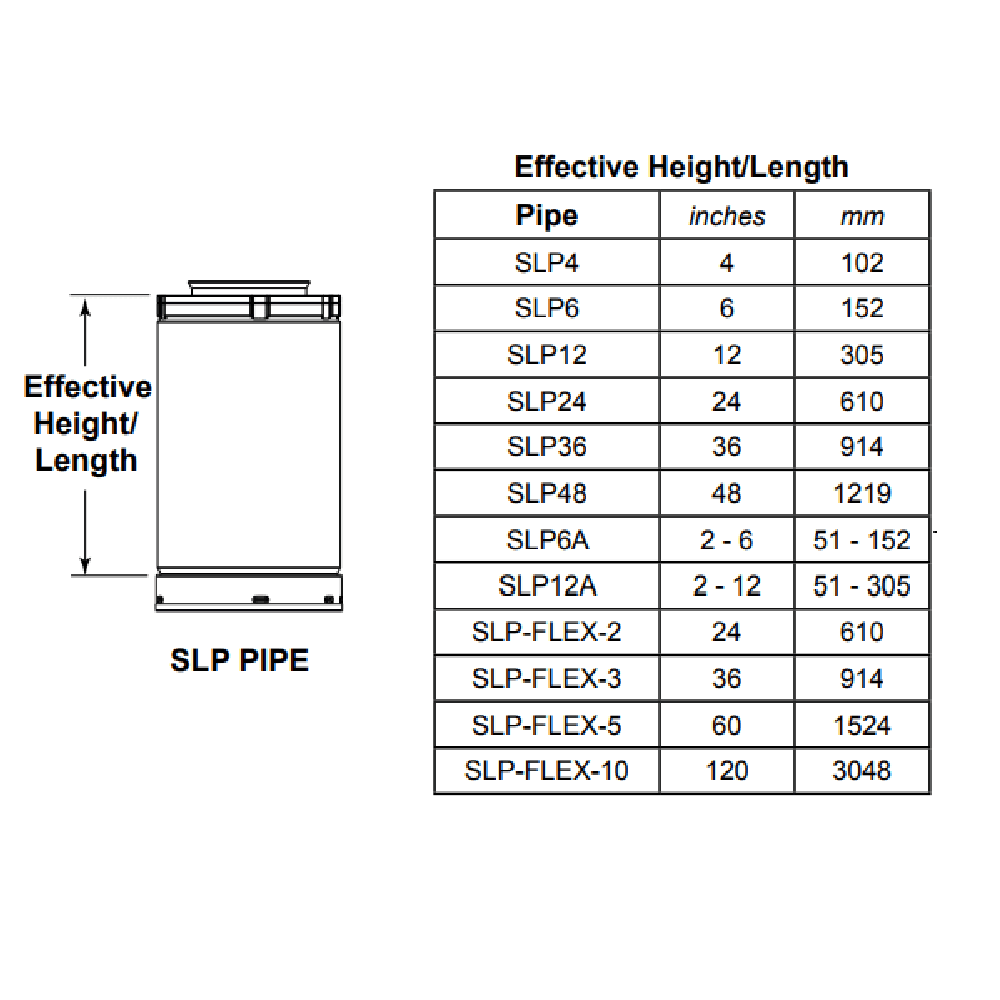 Effective Height/Length
Pipe inches mm
SLP4 4 102
SLP6 6 152
SLP12 12 305
SLP24 24 610
SLP36 36 914
SLP48 48 1219
SLP6A 2 - 6 51 - 152
SLP12A 2 - 12 51 - 305
SLP-FLEX-2 24 610
SLP-FLEX-3 36 914
SLP-FLEX-5 60 1524
SLP-FLEX-10 120 3048
Effective
Height/
Length
SLP PIPE